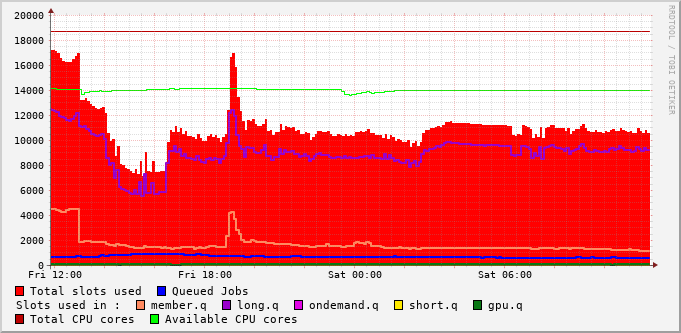 20000
18000
16000
14000
12000
10000
8000
6000
4000
2000
0
Fri 12:00 Fri 18:00 Sat 00:00 Sat 06:00
RRDTOOL / TOBI OETIKER
Total slots used Queued Jobs
Slots used in : member.q long.q ondemand.q short.q gpu.q
Total CPU cores Available CPU cores